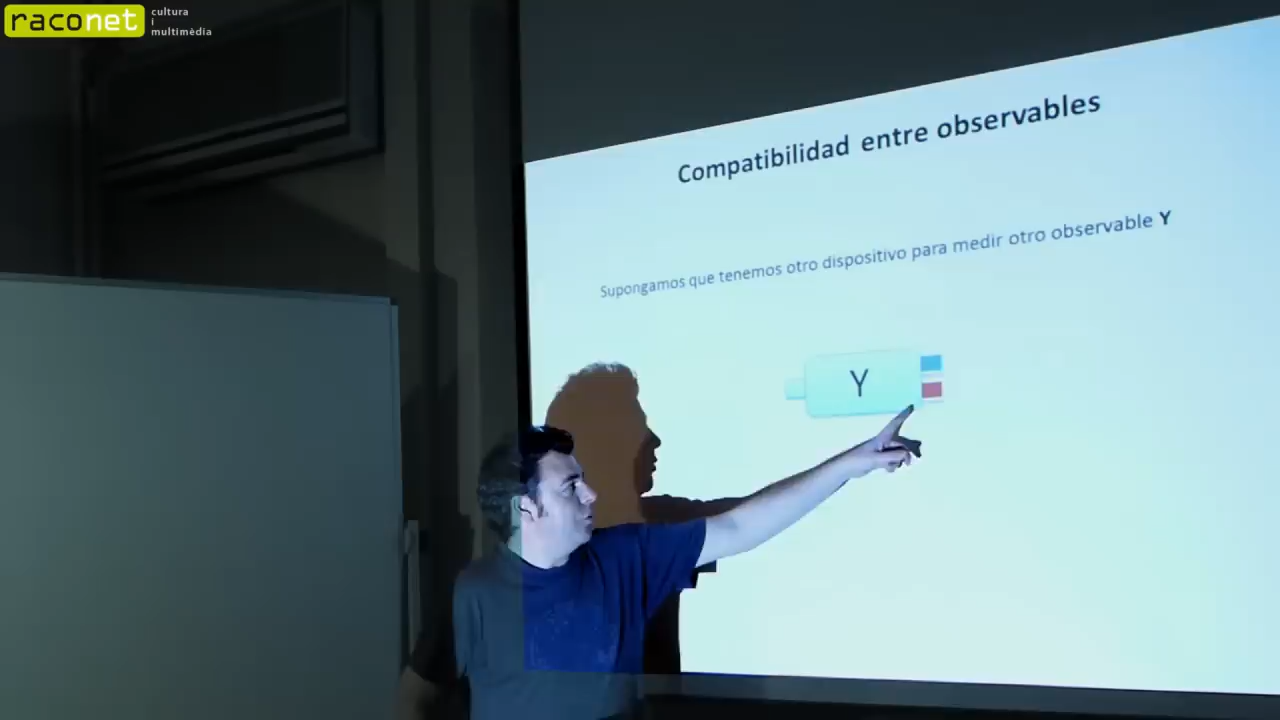 raconet
cultura
i
multimèdia
Compatibilidad entre observables
Supongamos que tenemos otro dispositivo para medir otro observable Y
Y